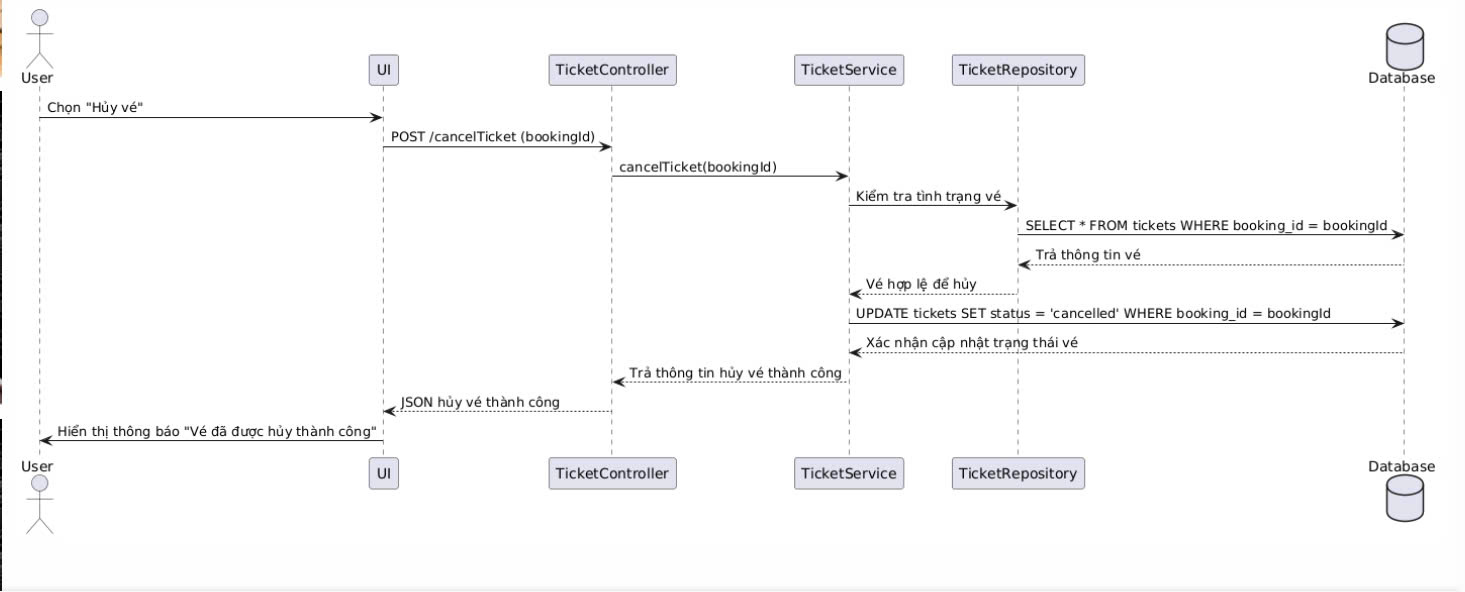 User
UI
TicketController
TicketService
TicketRepository
Database
Chọn "Hủy vé"
POST /cancelTicket (bookingId)
cancelTicket(bookingId)
Kiểm tra tình trạng vé
SELECT * FROM tickets WHERE booking_id = bookingId
Trả thông tin vé
Vé hợp lệ để hủy
UPDATE tickets SET status = 'cancelled' WHERE booking_id = bookingId
Xác nhận cập nhật trạng thái vé
Trả thông tin hủy vé thành công
JSON hủy vé thành công
Hiển thị thông báo "Vé đã được hủy thành công"
User
UI
TicketController
TicketService
TicketRepository
Database